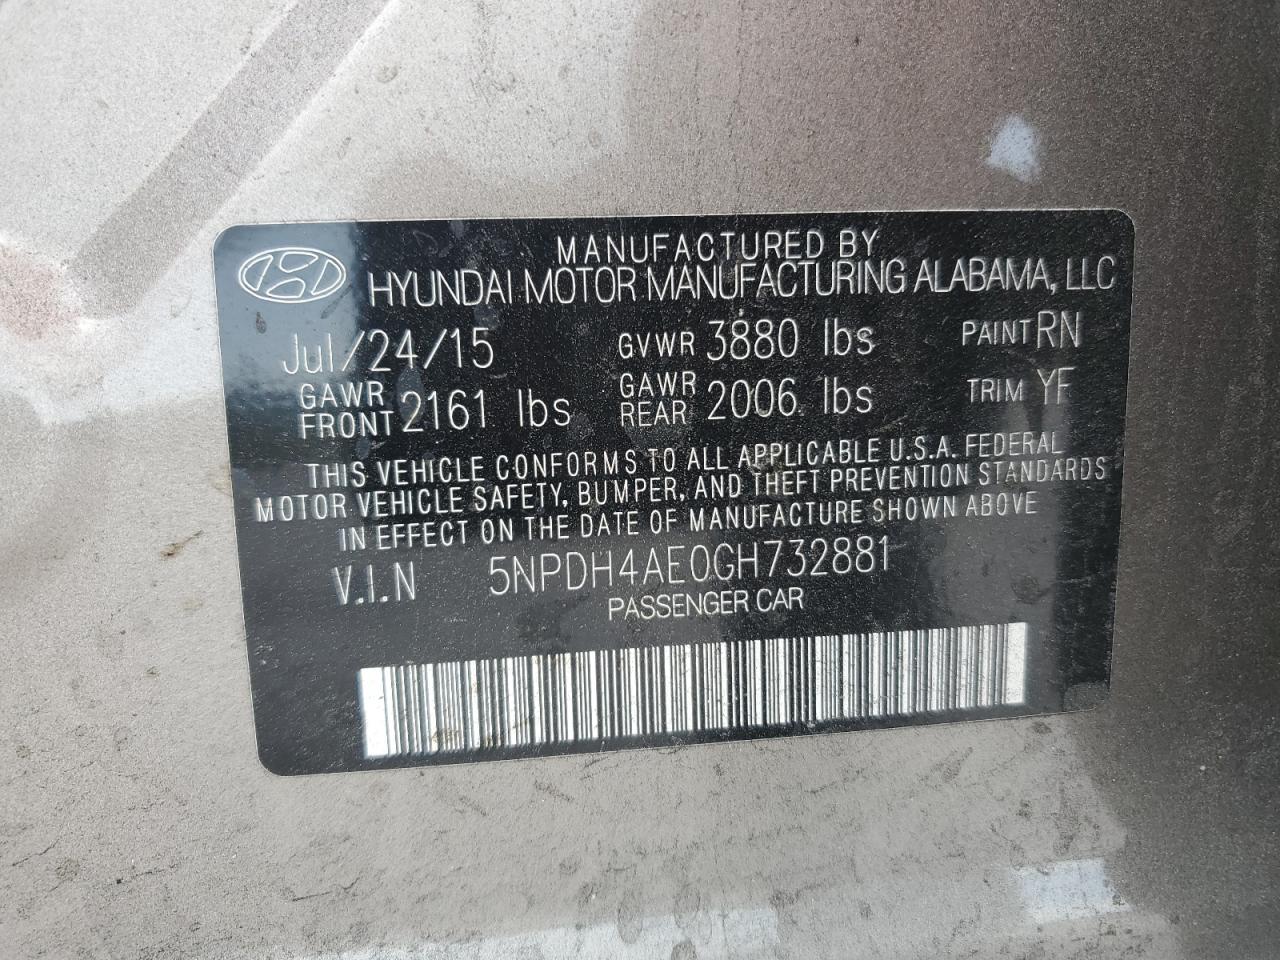 MANUFACTURED BY
HYUNDAI MOTOR MANUFACTURING ALABAMA, LLC
Jul/24/15 GVWR 3880 lbs PAINT RN
GAWR FRONT 2161 lbs GAWR REAR 2006 lbs TRIM YF
THIS VEHICLE CONFORMS TO ALL APPLICABLE U.S.A. FEDERAL
MOTOR VEHICLE SAFETY, BUMPER, AND THEFT PREVENTION STANDARDS
IN EFFECT ON THE DATE OF MANUFACTURE SHOWN ABOVE
V.I.N 5NPDH4AE0GH732881
PASSENGER CAR